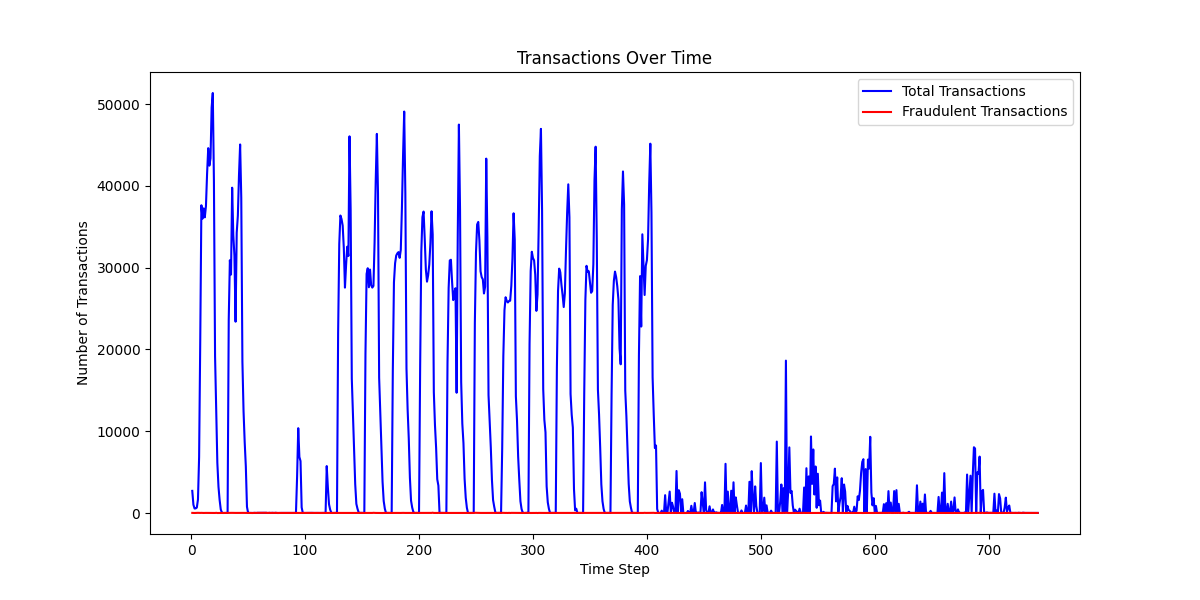 Transactions Over Time
Total Transactions
Fraudulent Transactions
Number of Transactions
50000
40000
30000
20000
10000
0
0 100 200 300 400 500 600 700
Time Step